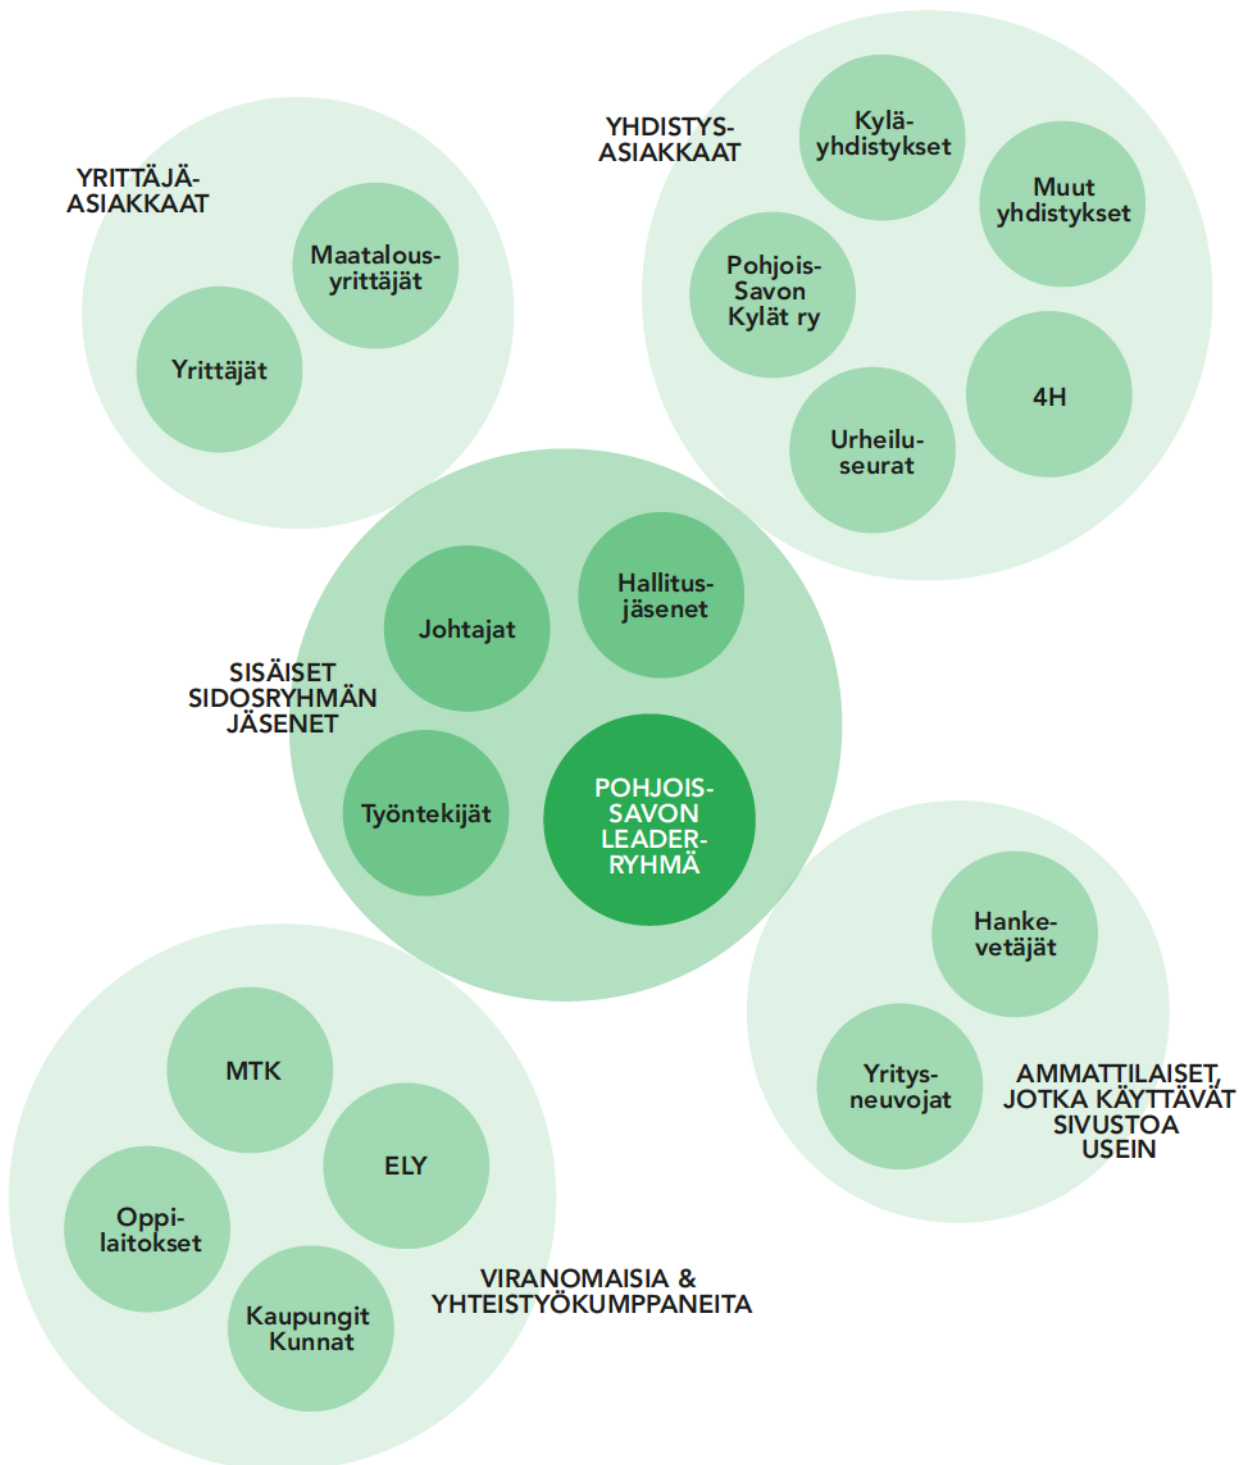 YRITTÄJÄ-
ASIAKKAAT
Maatalous-
yrittäjät
Yrittäjät
YHDISTYS-
ASIAKKAAT
Kylä-
yhdistykset
Muut
yhdistykset
Pohjois-
Savon
Kylät ry
4H
Urheilu-
seurat
SISÄISET
SIDOSRYHMÄN
JÄSENET
Johtajat
Hallitus-
jäsenet
Työntekijät
POHJOIS-
SAVON
LEADER-
RYHMÄ
Hanke-
vetäjät
Yritys-
neuvojat
AMMATTILAISET,
JOTKA KÄYTTÄVÄT
SIVUSTOA
USEIN
MTK
ELY
Oppi-
laitokset
Kaupungit
Kunnat
VIRANOMAISIA &
YHTEISTYÖKUMPPANEITA